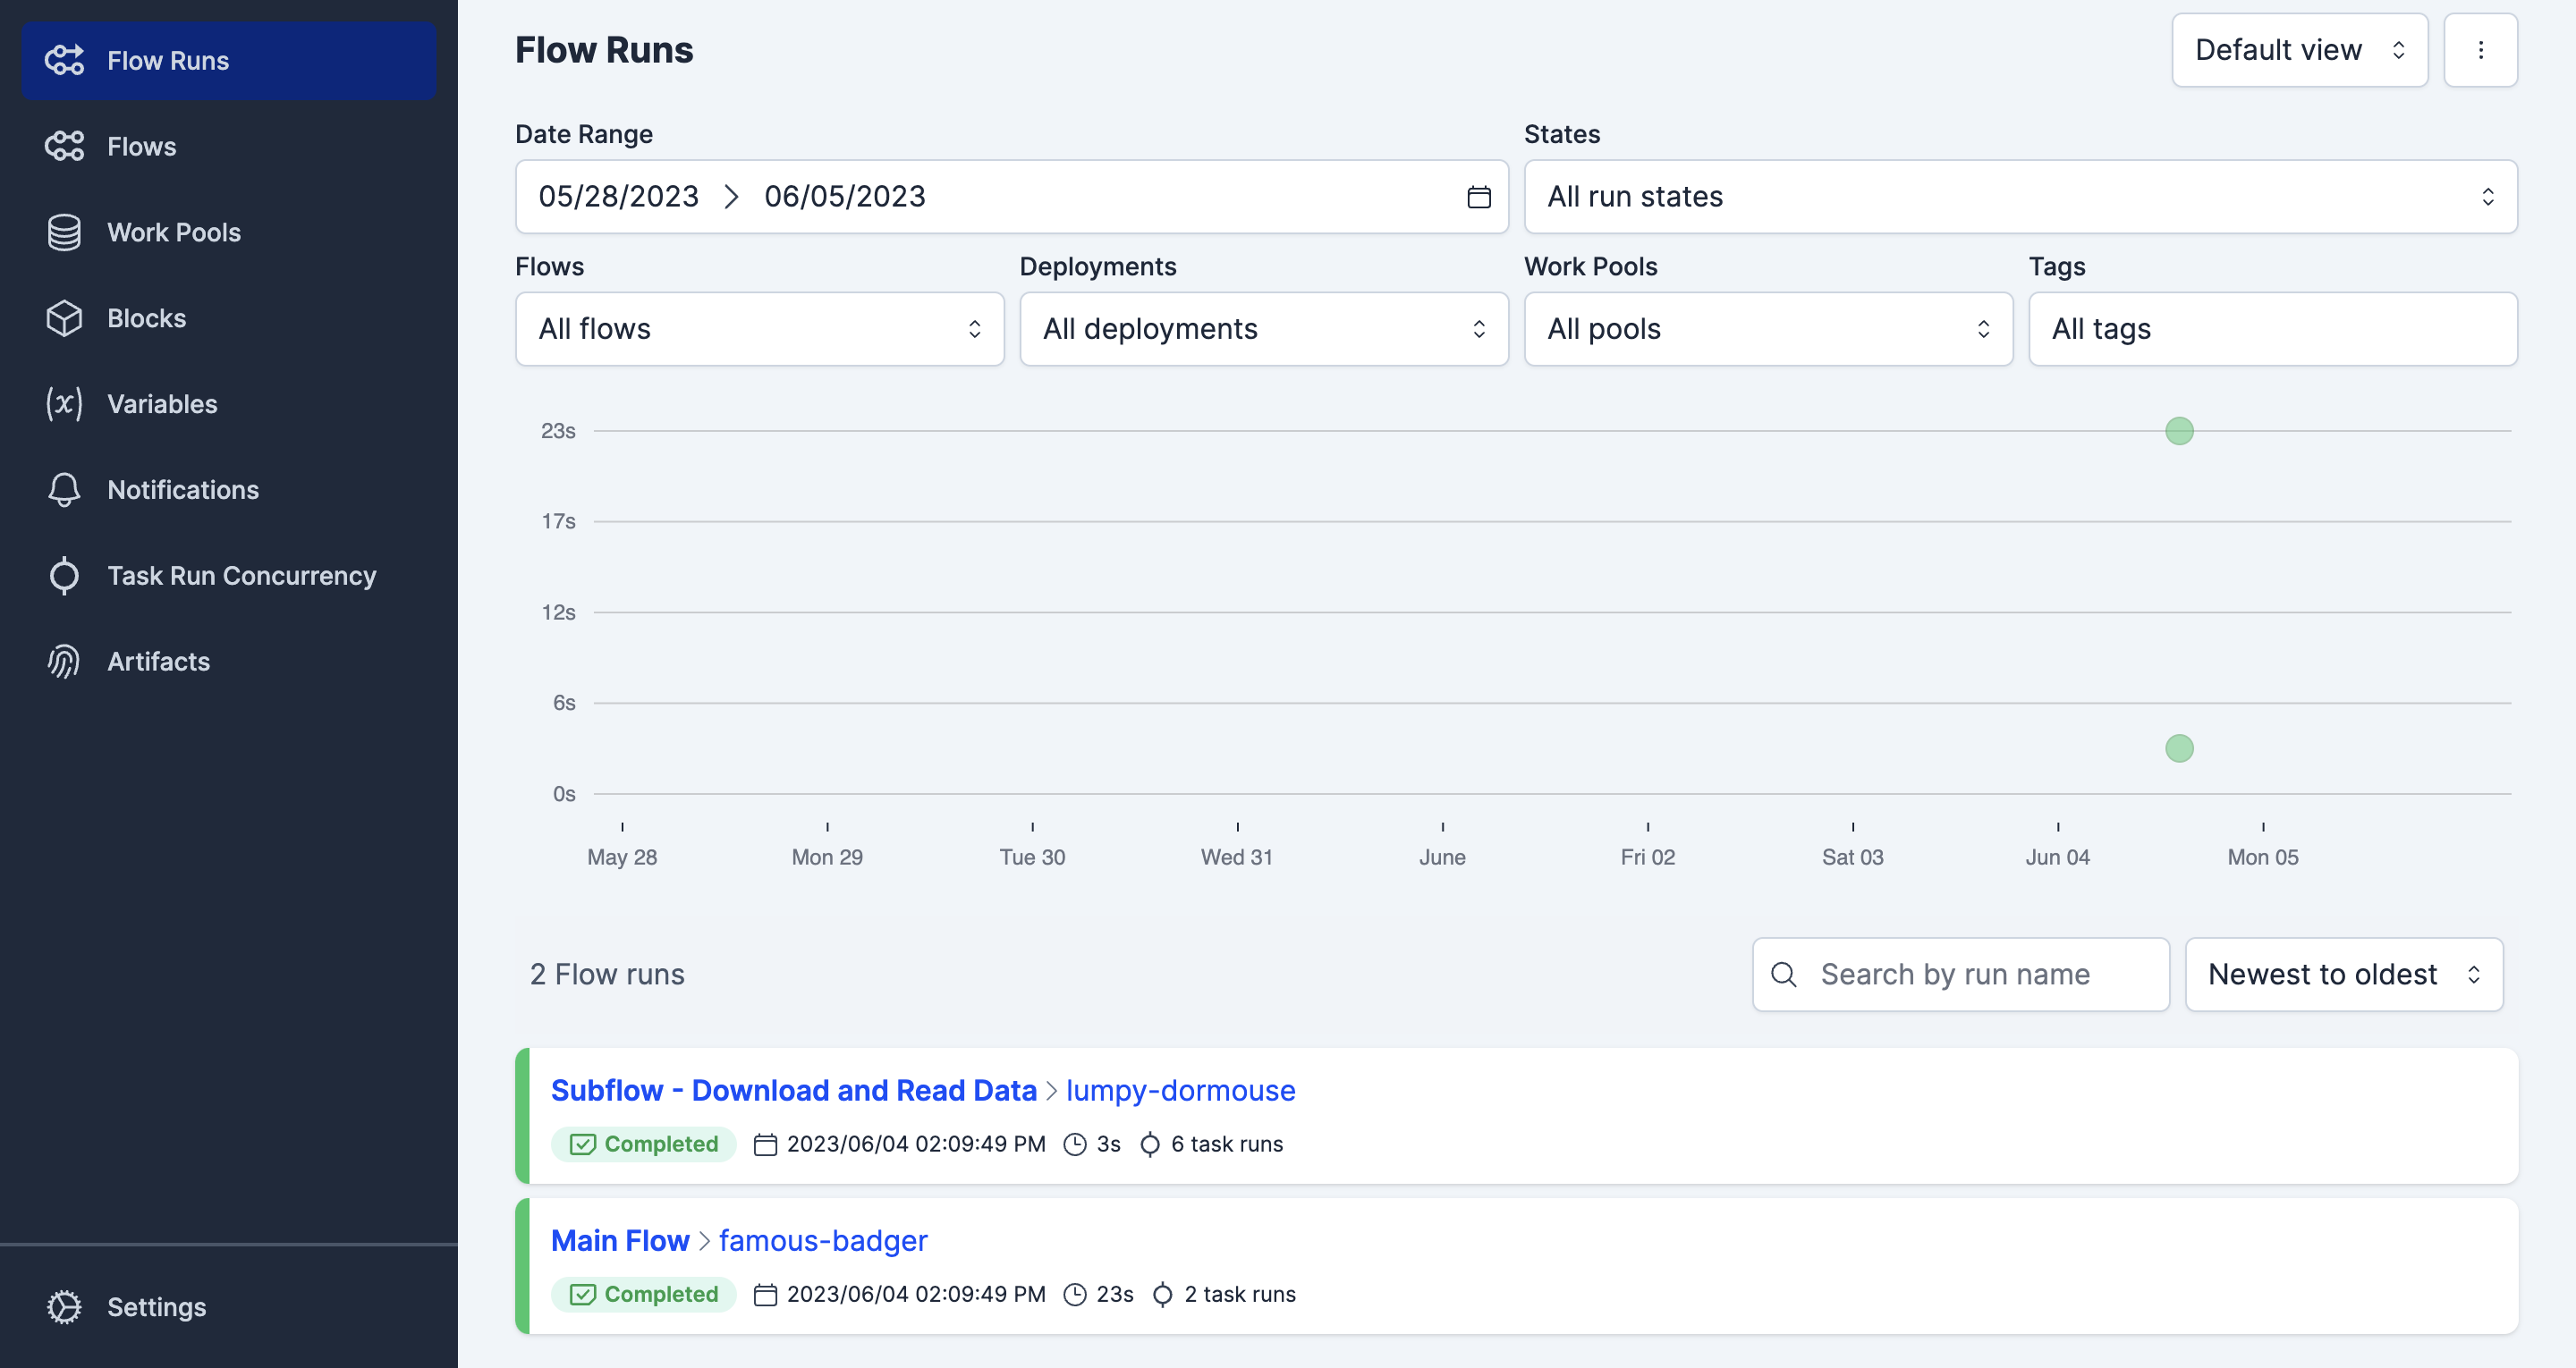 Flow Runs
Flows
Work Pools
Blocks
Variables
Notifications
Task Run Concurrency
Artifacts
Settings
Flow Runs
Default view
Date Range
States
05/28/2023 06/05/2023
All run states
Flows
Deployments
Work Pools
Tags
All flows
All deployments
All pools
All tags
23s
17s
12s
6s
0s
May 28
Mon 29
Tue 30
Wed 31
June
Fri 02
Sat 03
Jun 04
Mon 05
2 Flow runs
Search by run name
Newest to oldest
Subflow - Download and Read Data > lumpy-dormouse
Completed 2023/06/04 02:09:49 PM 3s 6 task runs
Main Flow > famous-badger
Completed 2023/06/04 02:09:49 PM 23s 2 task runs